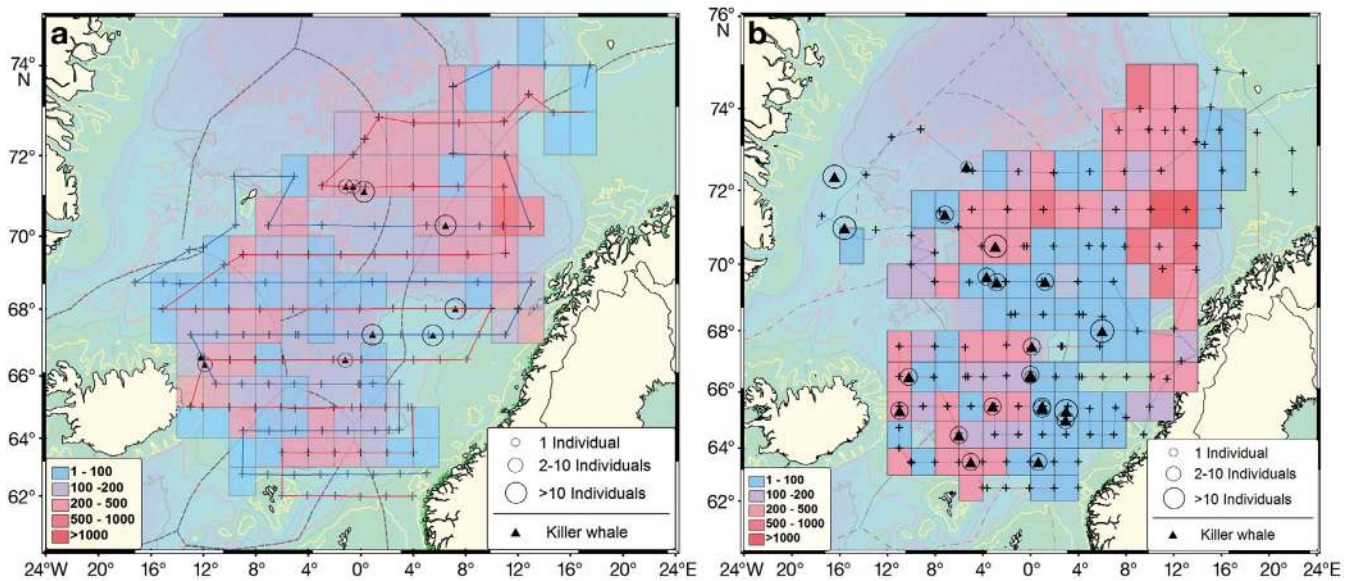 a
N
74°
72°
70°
68°
66°
64°
62°
1 - 100
100 -200
200 - 500
500 - 1000
>1000
1 Individual
2-10 Individuals
>10 Individuals
Killer whale
24°W 20° 16° 12° 8° 4° 0° 4° 8° 12° 16° 20° 24°E
b
76°
N
74°
72°
70°
68°
66°
64°
62°
1 - 100
100 -200
200 - 500
500 - 1000
>1000
1 Individual
2-10 Individuals
>10 Individuals
Killer whale
24°W 20° 16° 12° 8° 4° 0° 4° 8° 12° 16° 20° 24°E